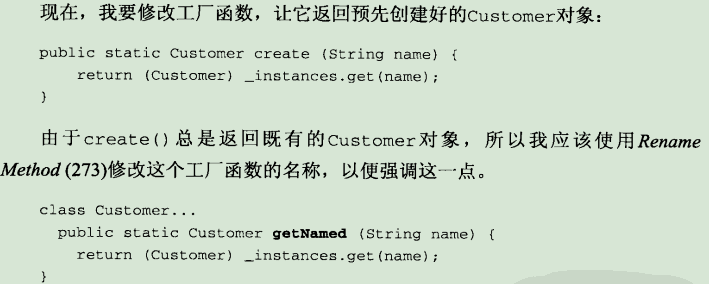 现在，我要修改工厂函数，让它返回预先创建好的Customer对象：
public static Customer create (String name) {
return (Customer) _instances.get(name);
}
由于create()总是返回既有的Customer对象，所以我应该使用Rename
Method (273)修改这个工厂函数的名称，以便强调这一点。
class Customer...
public static Customer getNamed (String name) {
return (Customer) _instances.get(name);
}